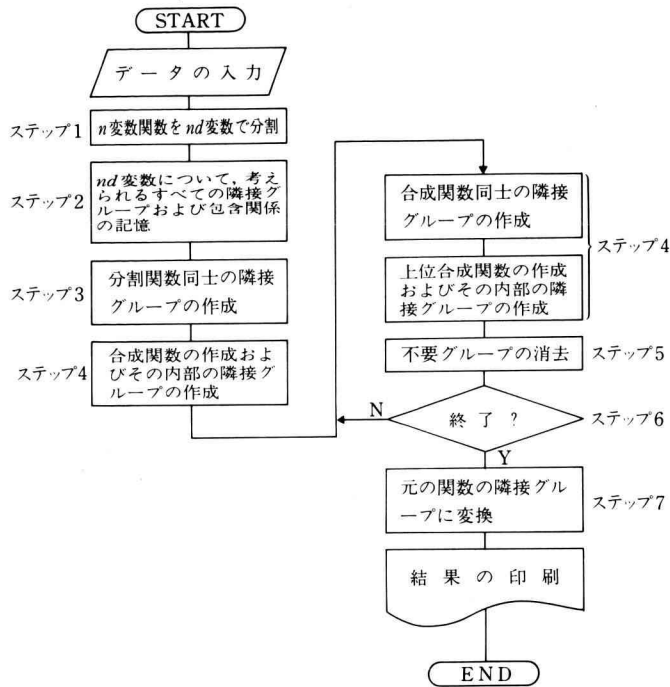 START
データの入力
ステップ1
n変数関数をnd変数で分割
ステップ2
nd変数について,考え
られるすべての隣接グ
ループおよび包含関係
の記憶
ステップ3
分割関数同士の隣接
グループの作成
ステップ4
合成関数の作成およ
びその内部の隣接グ
ループの作成
合成関数同士の隣接
グループの作成
上位合成関数の作成
およびその内部の隣
接グループの作成
ステップ4
不要グループの消去
ステップ5
N
終了?
ステップ6
Y
元の関数の隣接グルー
プに変換
ステップ7
結果の印刷
END